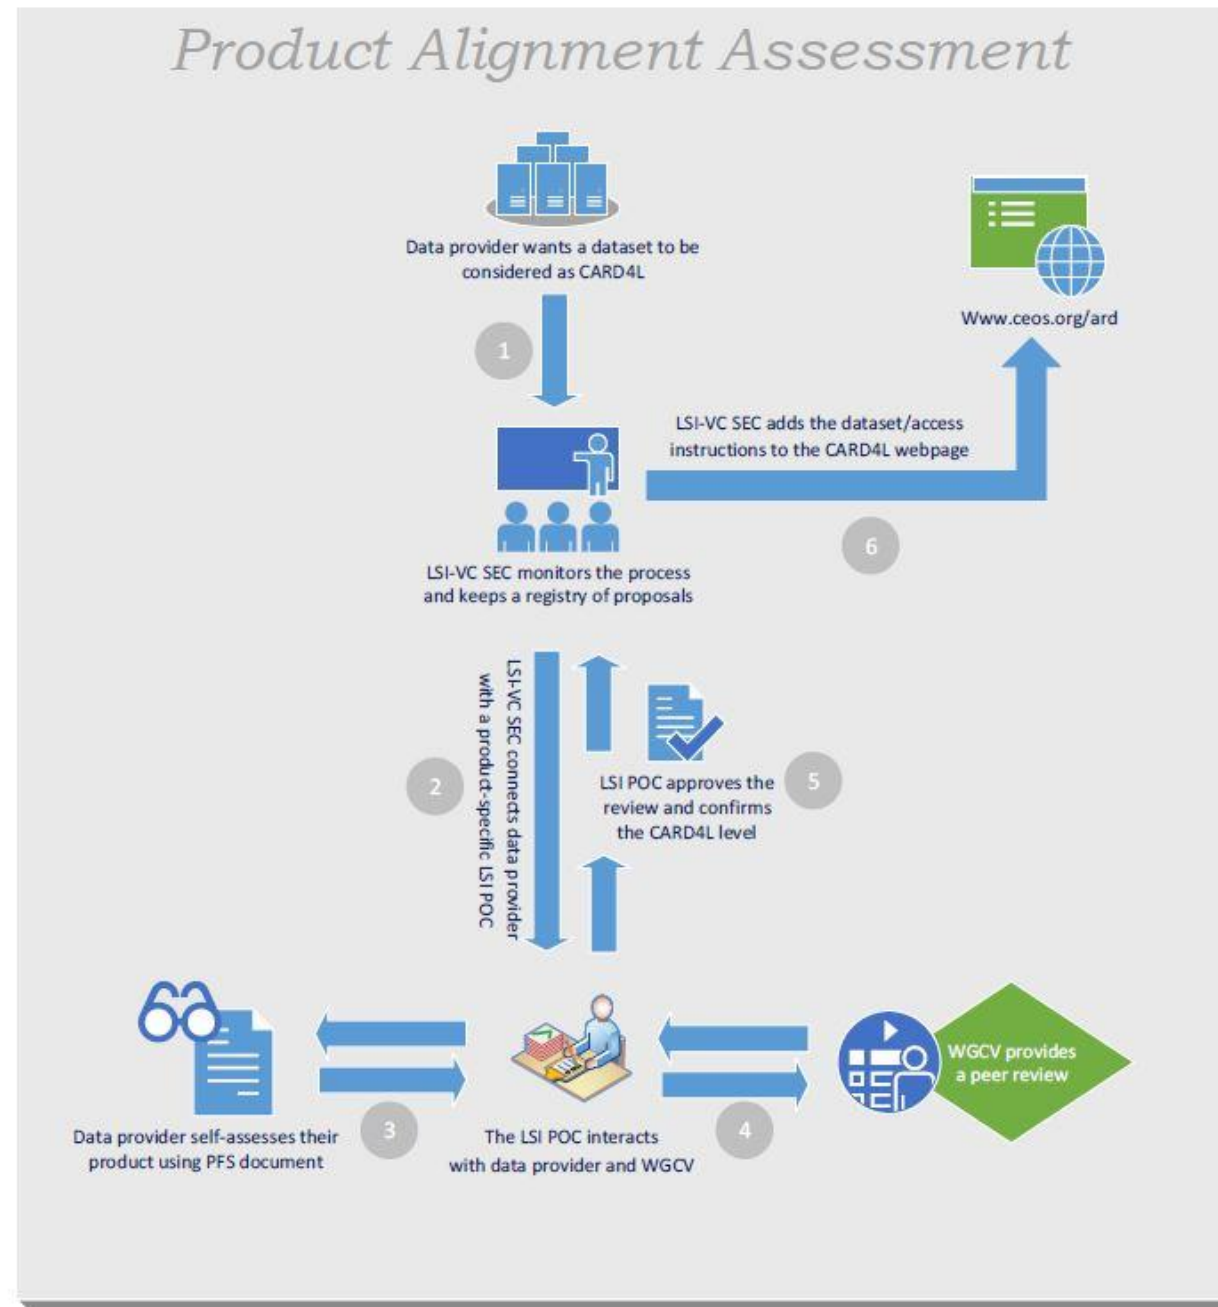 Product Alignment Assessment
Data provider wants a dataset to be
considered as CARD4L
1
Www.ceos.org/ard
LSI-VC SEC adds the dataset/access
instructions to the CARD4L webpage
6
LSI-VC SEC monitors the process
and keeps a registry of proposals
LSI-VC SEC connects data provider
with a product-specific LSI POC
2
LSI POC approves the
review and confirms
the CARD4L level
5
WGCV provides
a peer review
Data provider self-assesses their
product using PFS document
3
The LSI POC interacts
with data provider and WGCV
4